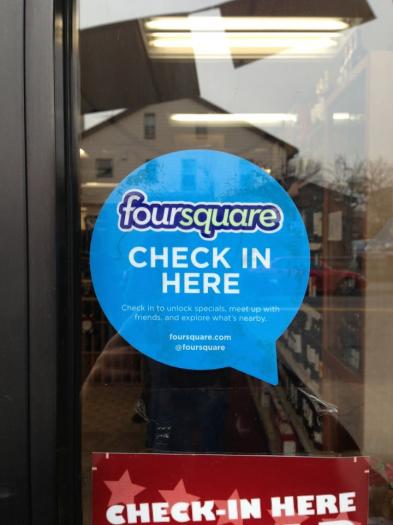 foursquare
CHECK IN
HERE
Check in to unlock specials, meet up with
friends, and explore what's nearby.
foursquare.com
@foursquare
CHECK-IN HERE